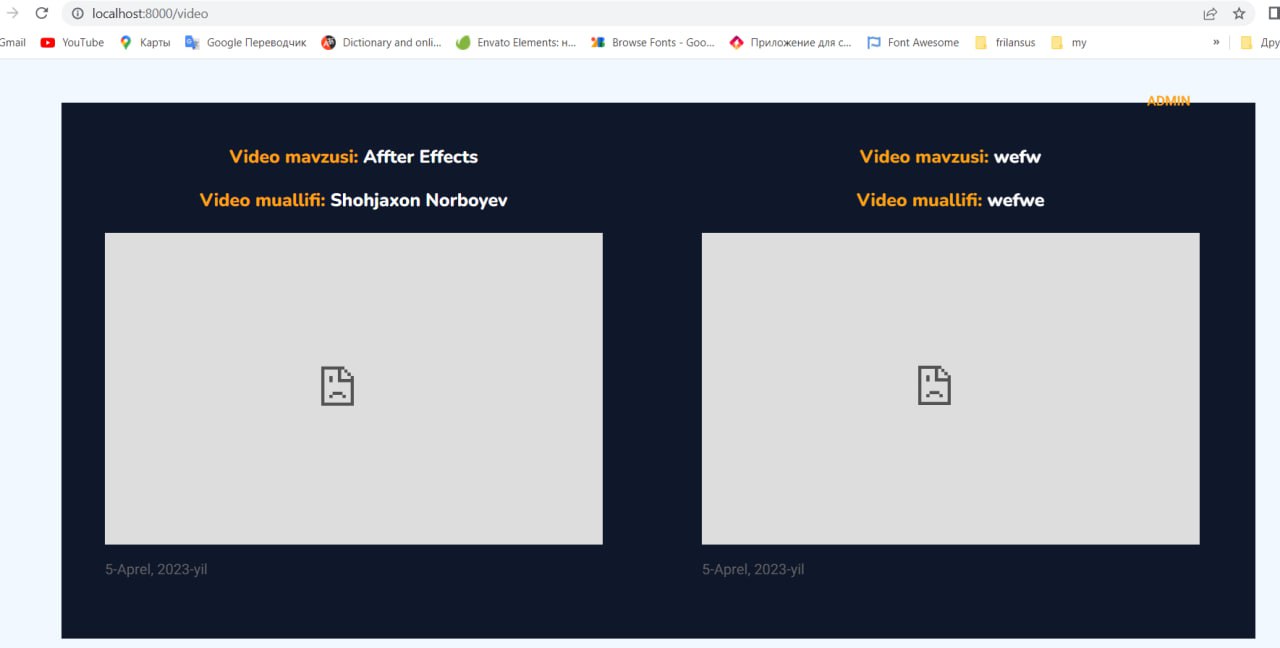 localhost:8000/video
Gmail YouTube Карты Google Переводчик Dictionary and onli... Envato Elements: н... Browse Fonts - Goo... Приложение для с... Font Awesome frilansus my » Дру
ADMIN
Video mavzusi: Affter Effects
Video muallifi: Shohjaxon Norboyev
5-Aprel, 2023-yil
Video mavzusi: wefw
Video muallifi: wefwe
5-Aprel, 2023-yil